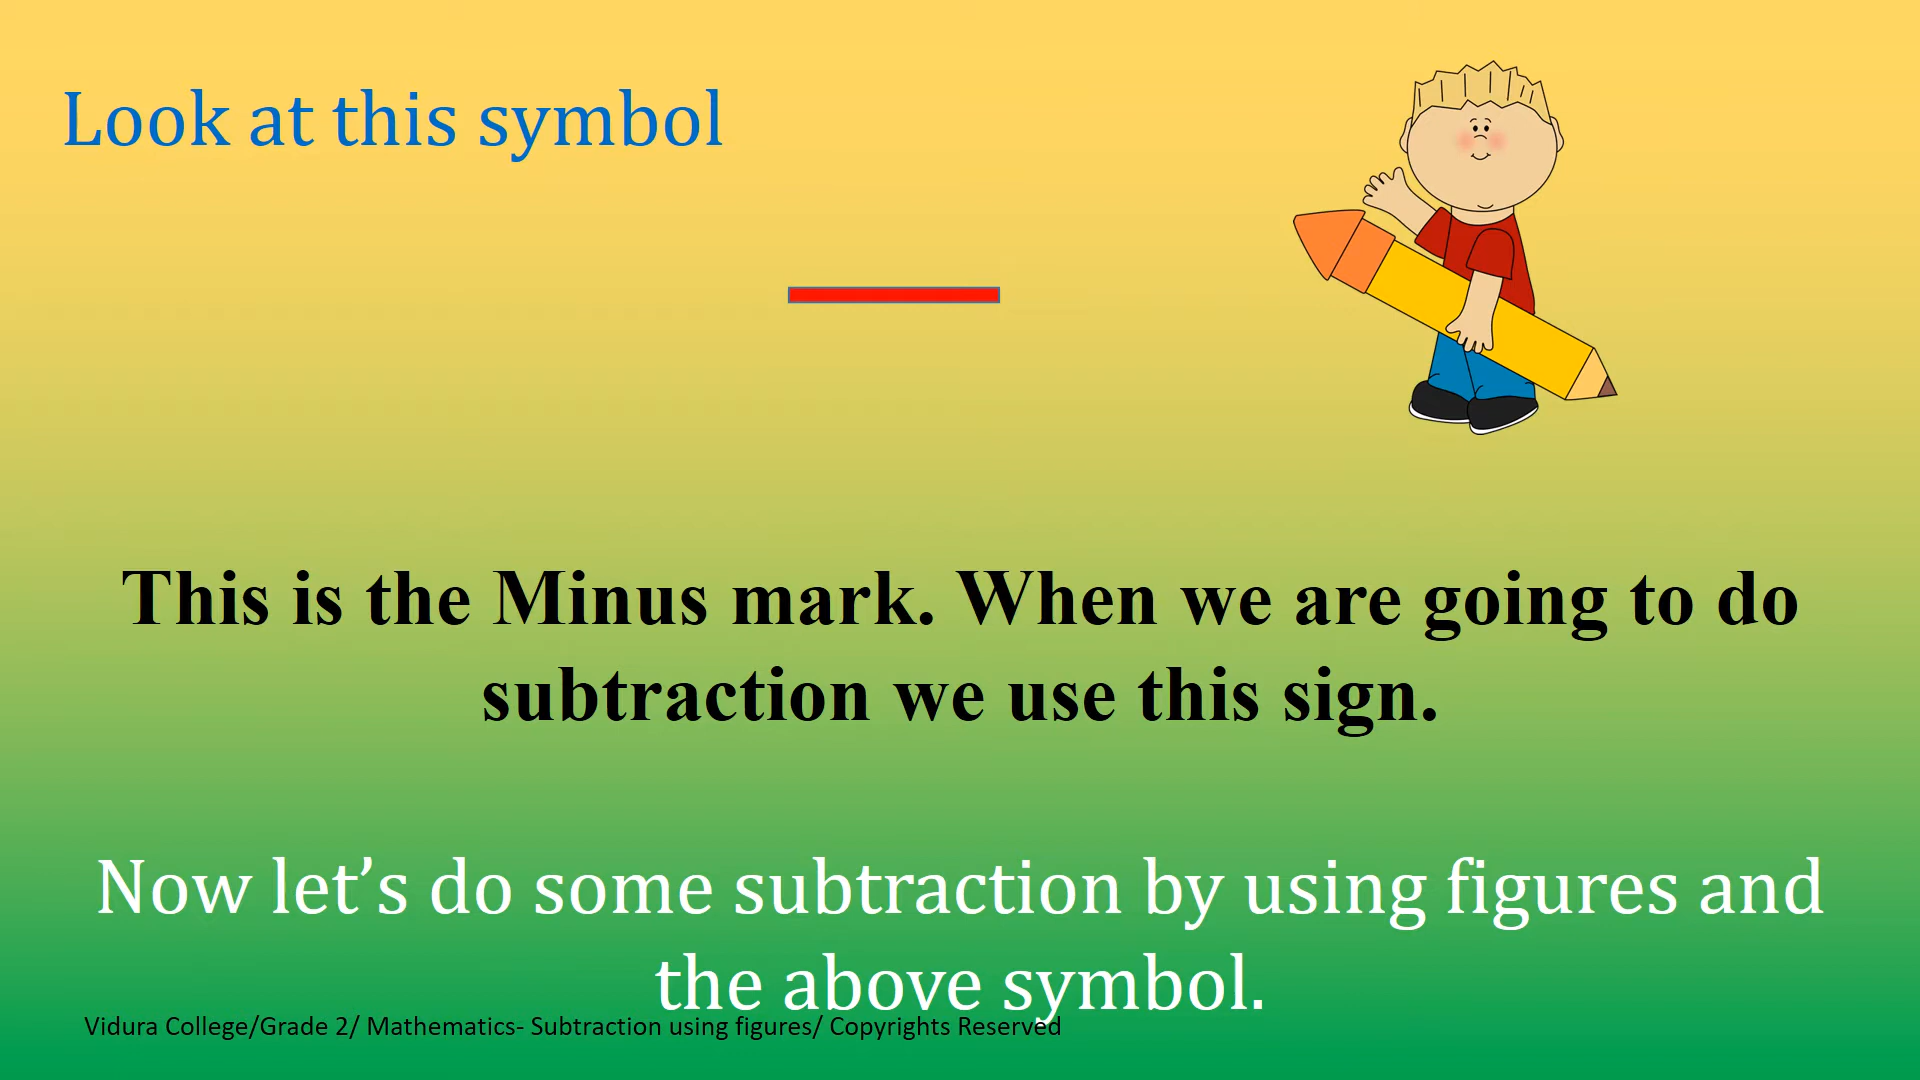 Look at this symbol
This is the Minus mark. When we are going to do
subtraction we use this sign.
Now let’s do some subtraction by using figures and
the above symbol.
Vidura College/Grade 2/ Mathematics- Subtraction using figures/ Copyrights Reserved